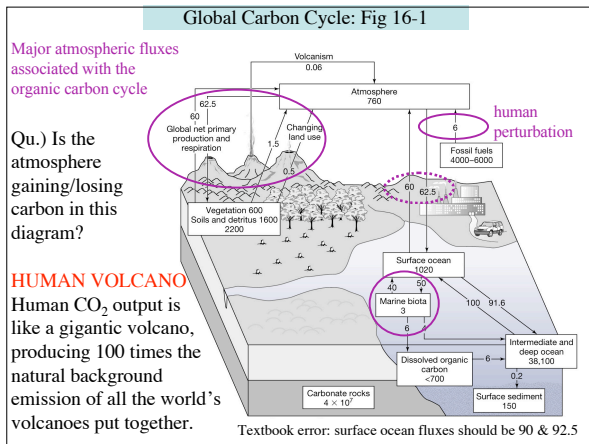 Global Carbon Cycle: Fig 16-1
Major atmospheric fluxes
associated with the
organic carbon cycle
Qu.) Is the
atmosphere
gaining/losing
carbon in this
diagram?
HUMAN VOLCANO
Human CO₂ output is
like a gigantic volcano,
producing 100 times the
natural background
emission of all the world's
volcanoes put together.
Volcanism
0.06
Atmosphere
760
60
62.5
Global net primary
production and
respiration
1.5
Changing
land use
0.5
6
human
perturbation
Fossil fuels
4000–6000
60
62.5
Vegetation 600
Soils and detritus 1600
2200
Surface ocean
1020
40
50
Marine biota
3
100
91.6
6
4
Dissolved organic
carbon
<700
6
Intermediate and
deep ocean
38,100
0.2
Surface sediment
150
Carbonate rocks
4 × 10⁷
Textbook error: surface ocean fluxes should be 90 & 92.5